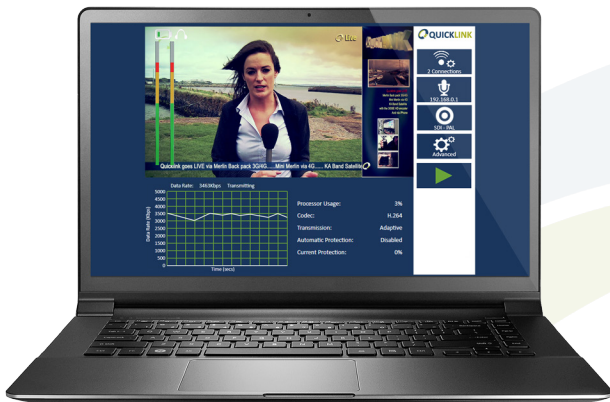 Live
QUICKLINK
2 Connections
192.168.0.1
SDI - PAL
Advanced
Quicklink goes LIVE via Merlin Back pack 3G/4G ..... Mini Merlin via 4G ..... KA Band Satellite
Data Rate: 3463Kbps Transmitting
Data Rate (Kbps)
5000
4500
4000
3500
3000
2500
2000
1500
1000
500
0
Time (secs)
Processor Usage: 3%
Codec: H.264
Transmission: Adaptive
Automatic Protection: Disabled
Current Protection: 0%